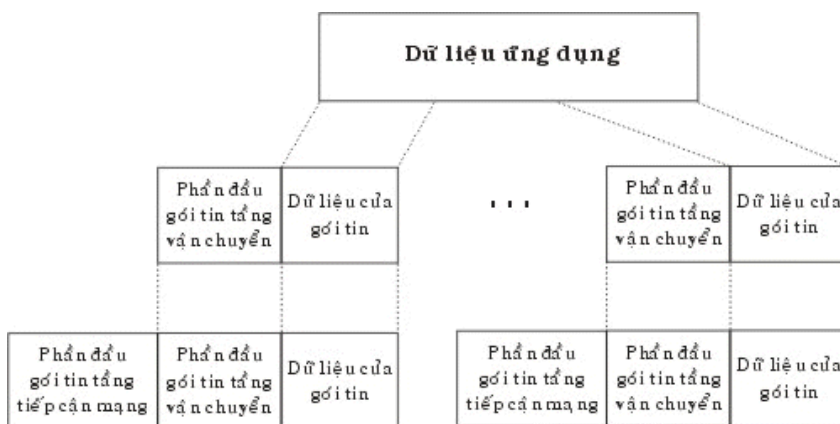 Dữ liệu ứng dụng
Phần đầu
gói tin tầng
vận chuyển
Dữ liệu của
gói tin
...
Phần đầu
gói tin tầng
vận chuyển
Dữ liệu của
gói tin
Phần đầu
gói tin tầng
tiếp cận mạng
Phần đầu
gói tin tầng
vận chuyển
Dữ liệu của
gói tin
Phần đầu
gói tin tầng
tiếp cận mạng
Phần đầu
gói tin tầng
vận chuyển
Dữ liệu của
gói tin